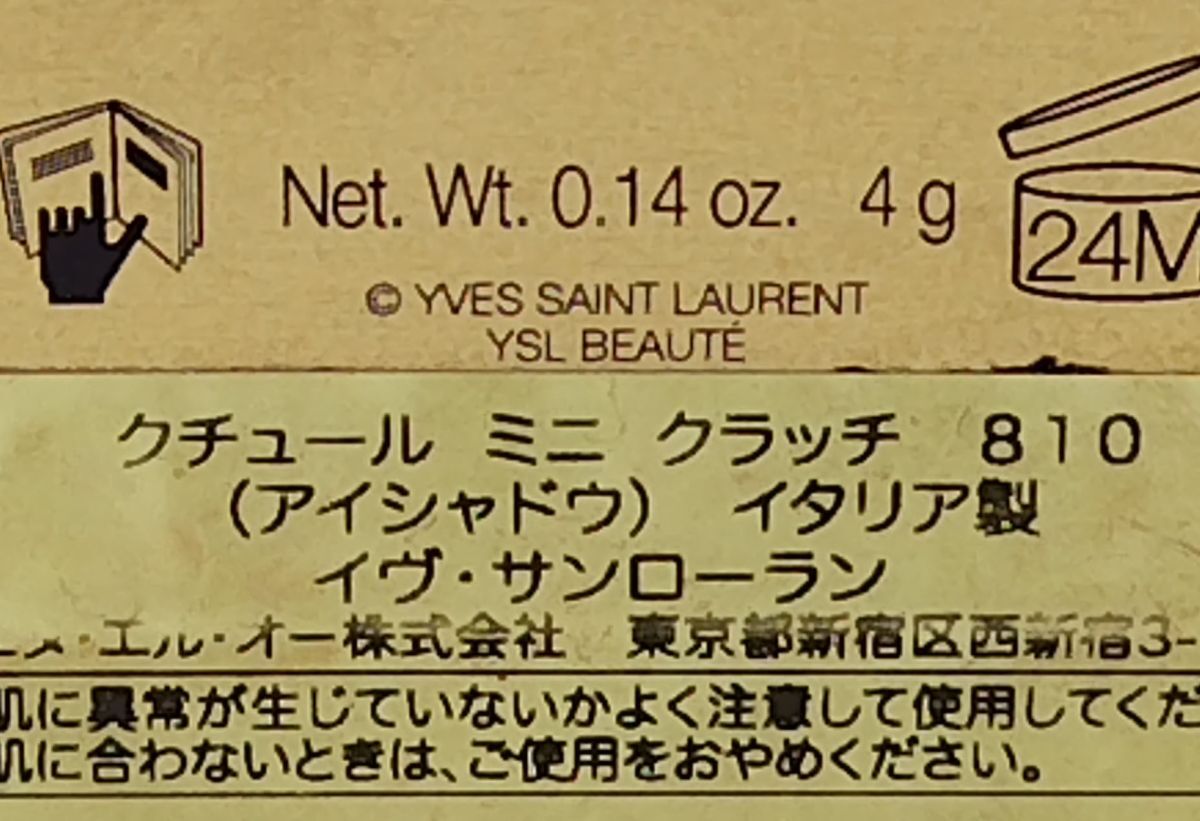 Net. Wt. 0.14 oz. 4 g
24M
© YVES SAINT LAURENT
YSL BEAUTÉ
クチュール ミニ クラッチ 810
(アイシャドウ) イタリア製
イヴ・サンローラン
エル・オー株式会社 東京都新宿区西新宿3-
肌に異常が生じていないかよく注意して使用してくだ
肌に合わないときは、ご使用をおやめください。